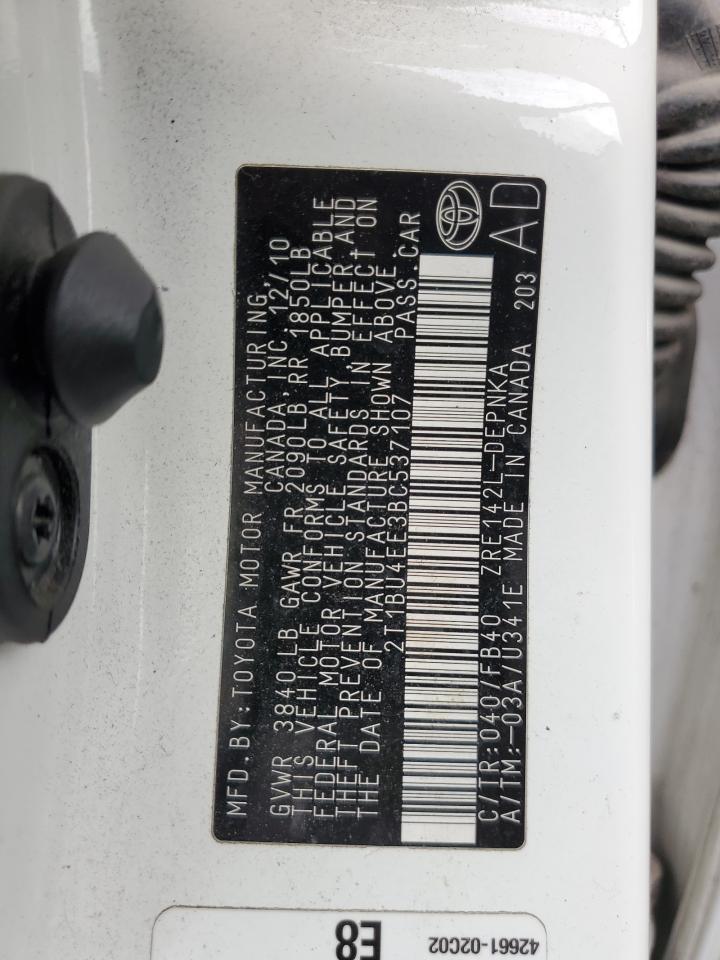 MFD.BY:TOYOTA MOTOR MANUFACTURING
CANADA,INC. 12/10
GVWR 3840 LB GAWR FR 2090LB,RR 1850LB
THIS VEHICLE CONFORMS TO ALL APPLICABLE
FEDERAL MOTOR VEHICLE SAFETY,BUMPER,AND
THEFT PREVENTION STANDARDS IN EFFECT ON
THE DATE OF MANUFACTURE SHOWN ABOVE.
2T1BU4EE3BC537107 PASS.CAR
C/TR:040/FB40 ZRE142L-DEPNKA
A/TM:-03A/U341E MADE IN CANADA 203 AD
42661-02C02
E8